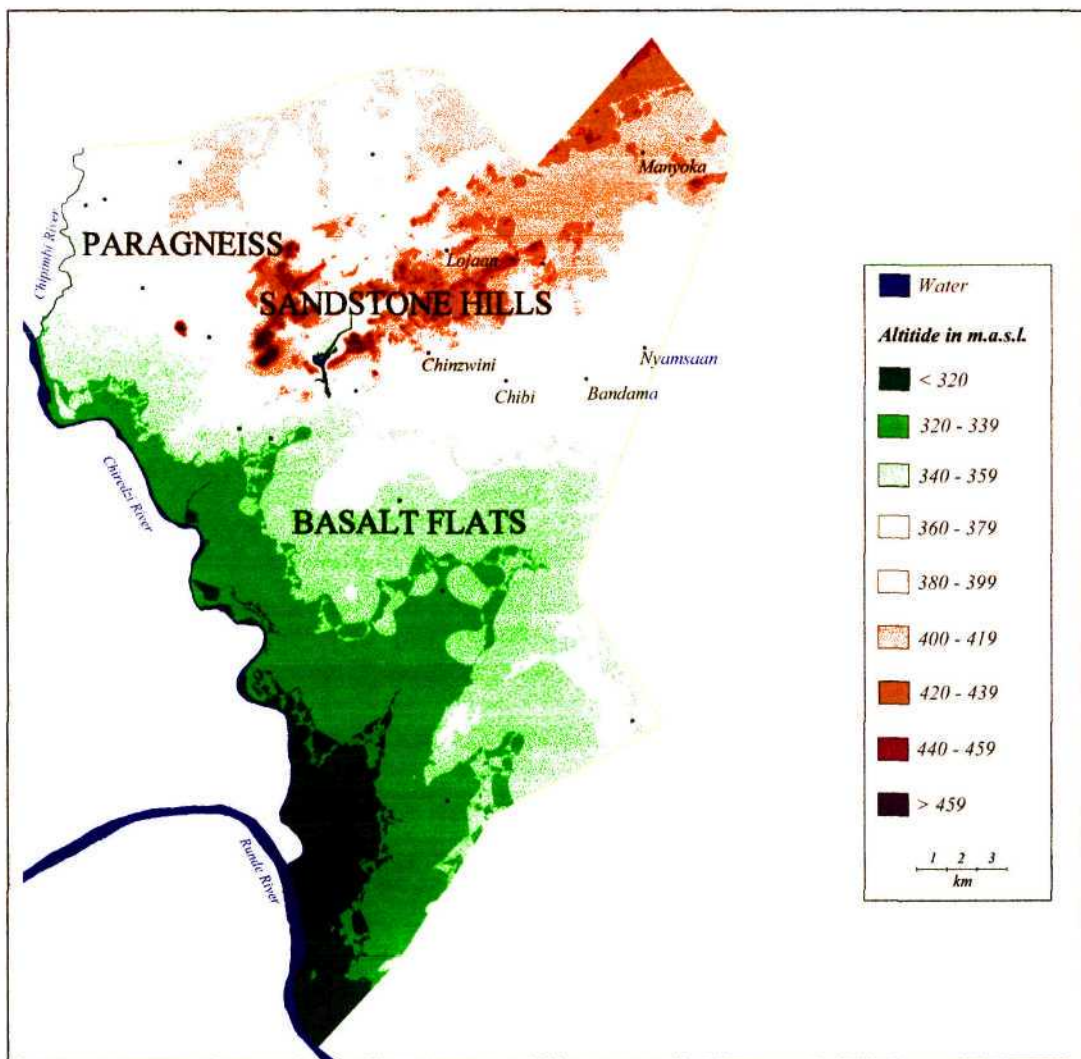 Manyoka
Chipimbi River
PARAGNEISS
Lojaan
SANDSTONE HILLS
Chinzwini
Nyamsaan
Chibi
Bandama
Chiredzi River
BASALT FLATS
Runde River
Water
Altitide in m.a.s.l.
< 320
320 - 339
340 - 359
360 - 379
380 - 399
400 - 419
420 - 439
440 - 459
> 459
1 2 3
km